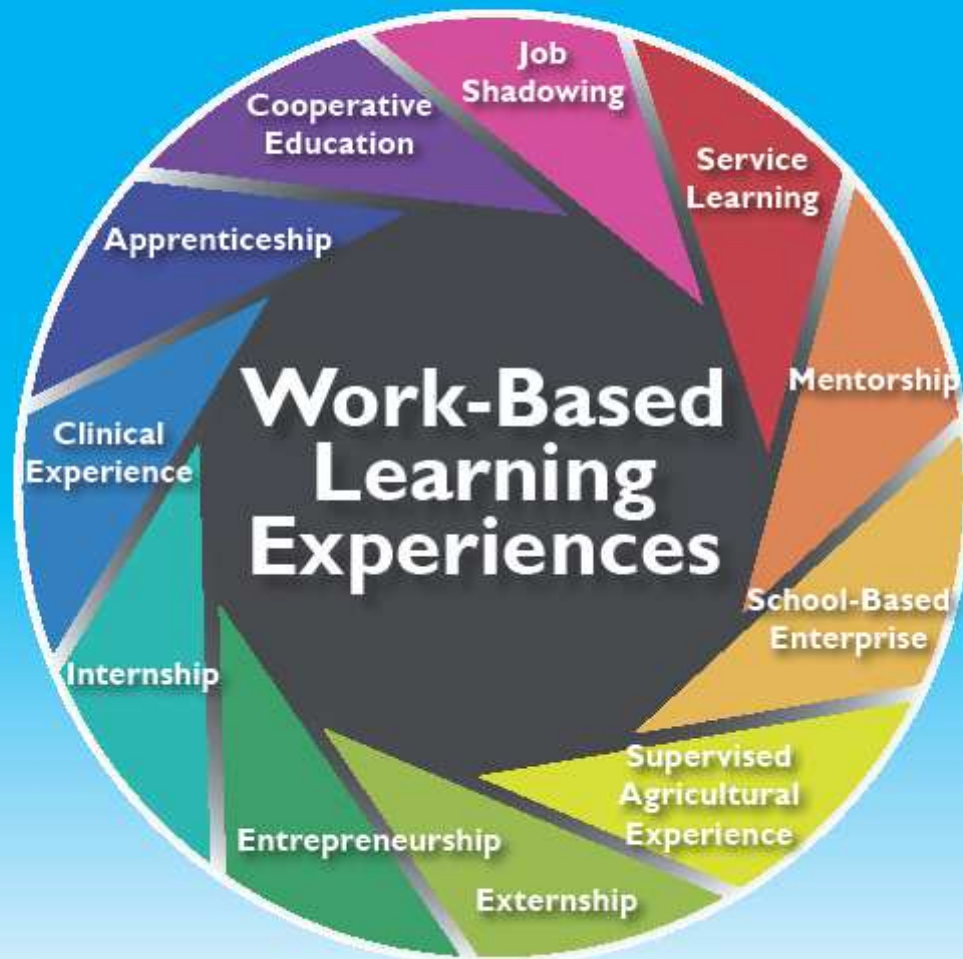 Job
Shadowing
Service
Learning
Mentorship
School-Based
Enterprise
Supervised
Agricultural
Experience
Externship
Entrepreneurship
Internship
Clinical
Experience
Apprenticeship
Cooperative
Education
Work-Based
Learning
Experiences